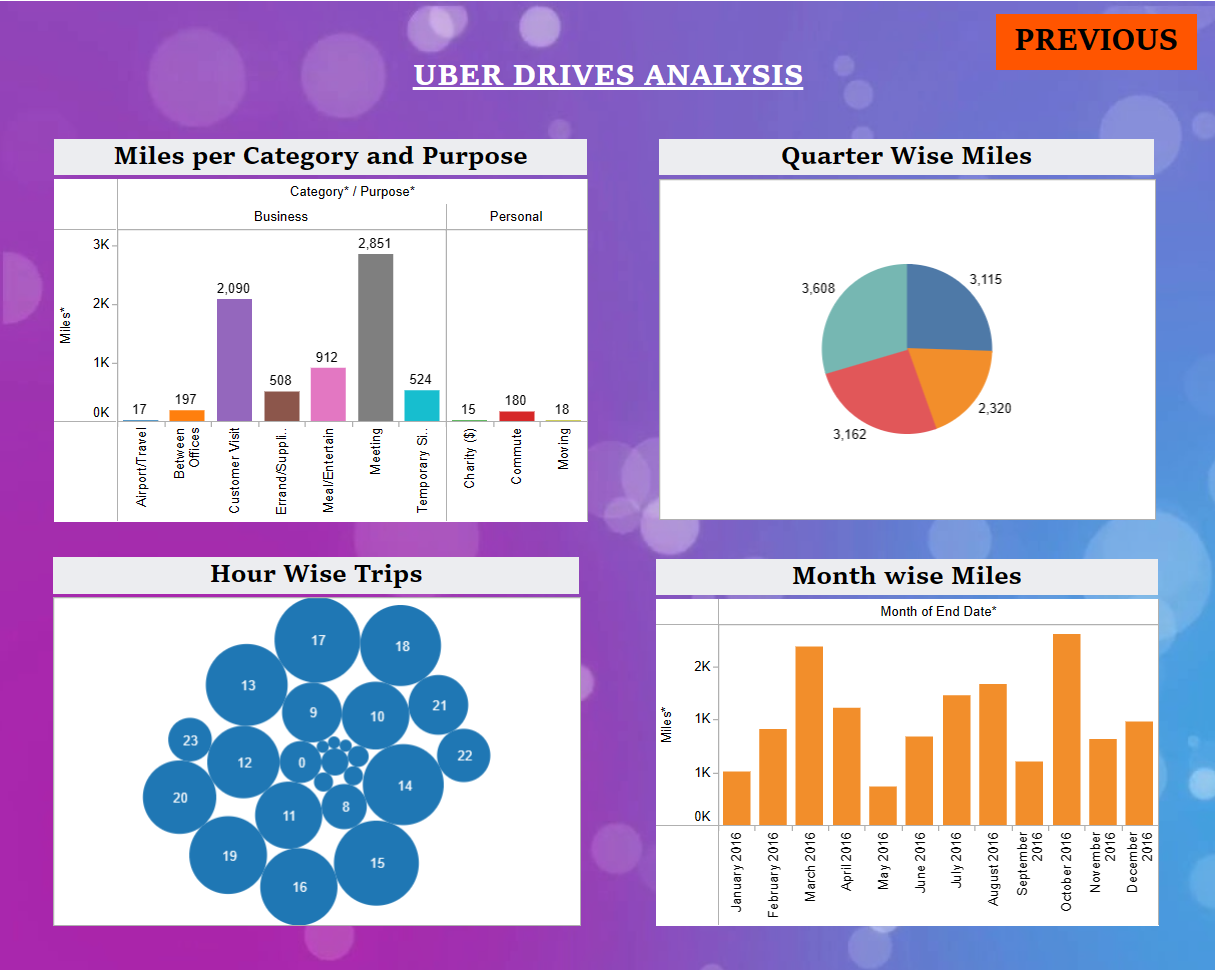 PREVIOUS
UBER DRIVES ANALYSIS
Miles per Category and Purpose
Category* / Purpose*
Business
Personal
Miles*
3K
2K
1K
0K
17
197
2,090
508
912
2,851
524
15
180
18
Airport/Travel
Between
Offices
Customer Visit
Errand/Suppli..
Meal/Entertain
Meeting
Temporary Si..
Charity ($)
Commute
Moving
Quarter Wise Miles
3,608
3,115
2,320
3,162
Hour Wise Trips
17
18
13
9
10
21
23
12
0
22
14
20
11
8
19
15
16
Month wise Miles
Month of End Date*
Miles*
2K
1K
1K
0K
January 2016
February 2016
March 2016
April 2016
May 2016
June 2016
July 2016
August 2016
September
2016
October 2016
November
2016
December
2016